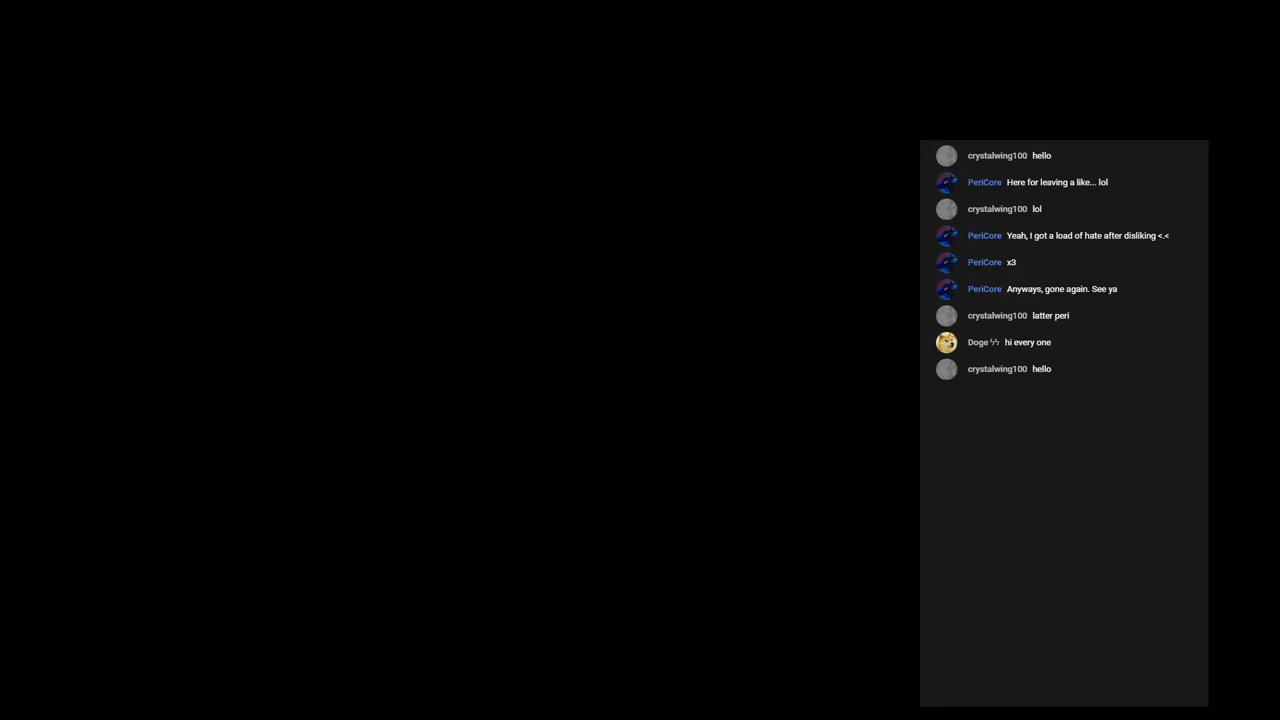 crystalwing100 hello
PeriCore Here for leaving a like... lol
crystalwing100 lol
PeriCore Yeah, I got a load of hate after disliking <.<
PeriCore x3
PeriCore Anyways, gone again. See ya
crystalwing100 latter peri
Doge ϟϟ hi every one
crystalwing100 hello